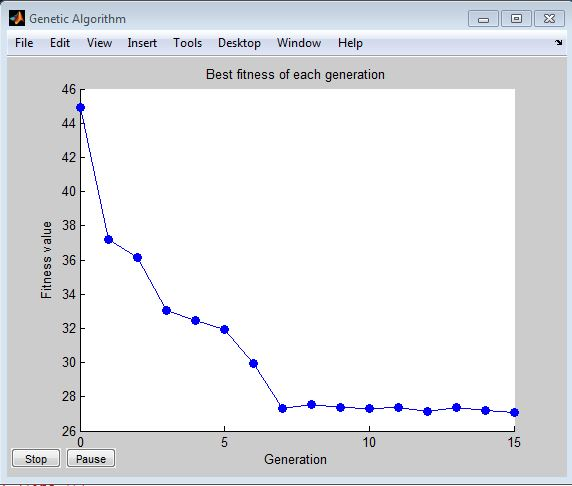 Genetic Algorithm
File Edit View Insert Tools Desktop Window Help
Best fitness of each generation
46
44
42
40
38
36
34
32
30
28
26
Fitness value
0 5 10 15
Generation
Stop Pause